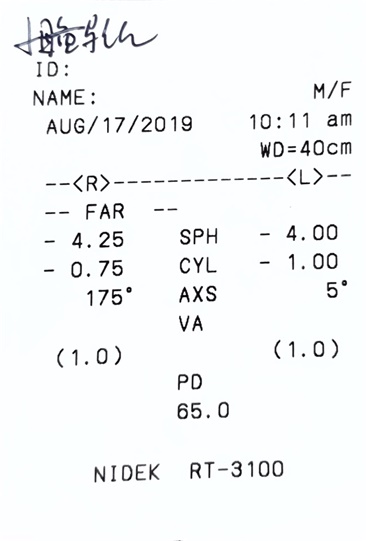 ID:
NAME: M/F
AUG/17/2019 10:11 am
WD=40cm
--<R>--------------<L>--
-- FAR --
- 4.25 SPH - 4.00
- 0.75 CYL - 1.00
175° AXS 5°
VA
(1.0) (1.0)
PD
65.0
NIDEK RT-3100